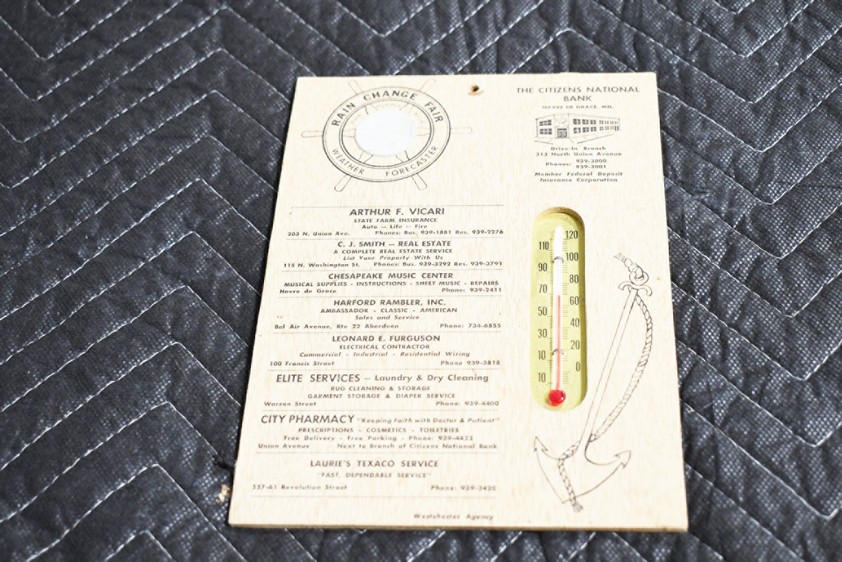 RAIN CHANGE FAIR
WEATHER FORECASTER
THE CITIZENS NATIONAL
BANK
HAVRE DE GRACE, MD.
Drive-In Branch
313 North Union Avenue
Phones: 939-3000
939-3001
Member Federal Deposit
Insurance Corporation
ARTHUR F. VICARI
STATE FARM INSURANCE
Auto — Life — Fire
303 N. Union Ave. Phones: Bus. 939-1881 Res. 939-2276
C. J. SMITH — REAL ESTATE
A COMPLETE REAL ESTATE SERVICE
List Your Property With Us
115 N. Washington St. Phones: Bus. 939-3292 Res. 939-3791
CHESAPEAKE MUSIC CENTER
MUSICAL SUPPLIES - INSTRUCTIONS - SHEET MUSIC - REPAIRS
Havre de Grace Phone: 939-2411
HARFORD RAMBLER, INC.
AMBASSADOR - CLASSIC - AMERICAN
Sales and Service
Bel Air Avenue, Rte 22 Aberdeen Phone: 734-6855
LEONARD E. FURGUSON
ELECTRICAL CONTRACTOR
Commercial - Industrial - Residential Wiring
100 Francis Street Phone 939-3818
ELITE SERVICES — Laundry & Dry Cleaning
RUG CLEANING & STORAGE
GARMENT STORAGE & DIAPER SERVICE
Warren Street Phone: 939-4400
CITY PHARMACY "Keeping Faith with Doctor & Patient"
PRESCRIPTIONS - COSMETICS - TOILETRIES
Free Delivery - Free Parking - Phone: 939-4423
Union Avenue Next to Branch of Citizens National Bank
LAURIE'S TEXACO SERVICE
"FAST, DEPENDABLE SERVICE"
557-61 Revolution Street Phone: 939-3420
Westchester Agency
120
110
100
90
80
70
60
50
40
30
20
10
0
10